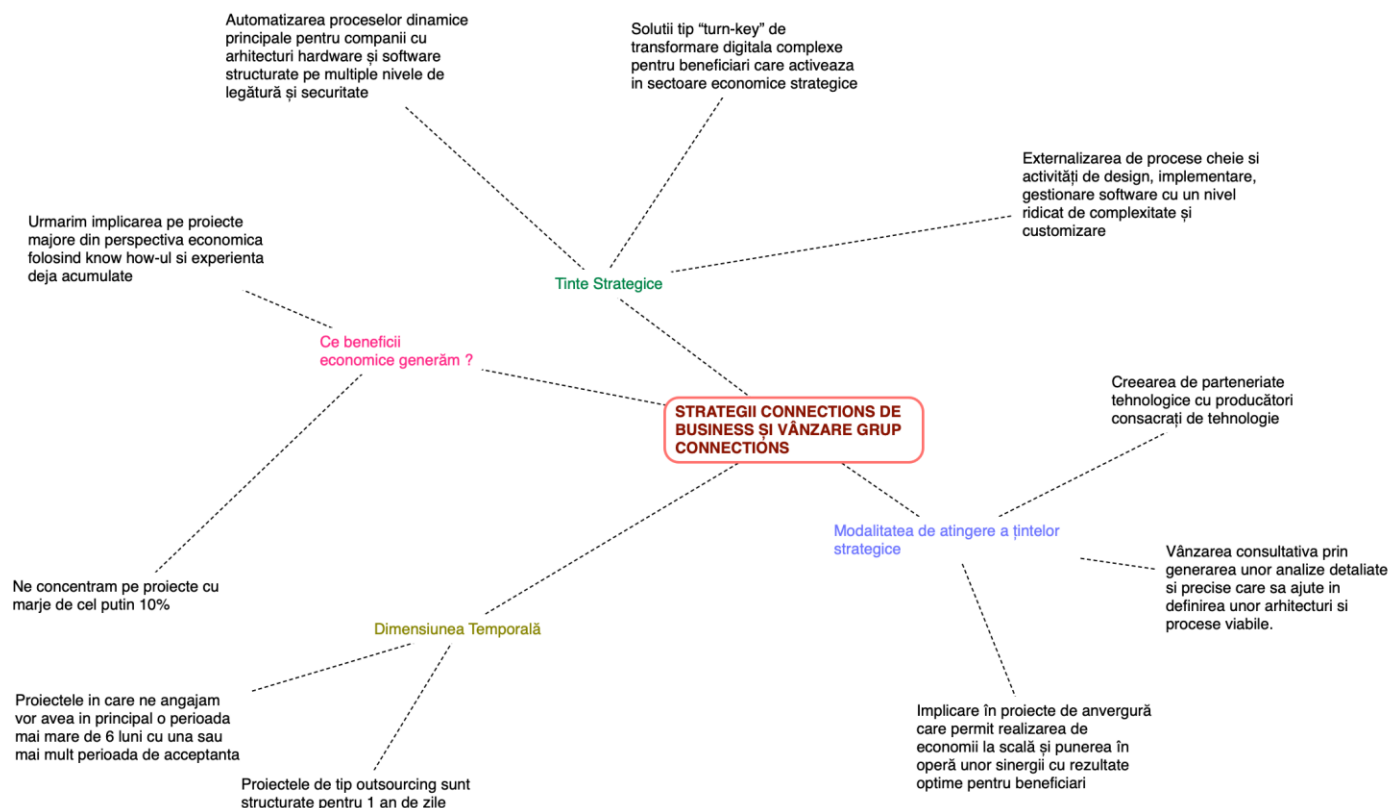 Automatizarea proceselor dinamice
principale pentru companii cu
arhitecturi hardware și software
structurate pe multiple nivele de
legătură și securitate
Solutii tip “turn-key” de
transformare digitala complexe
pentru beneficiari care activeaza
in sectoare economice strategice
Externalizarea de procese cheie si
activități de design, implementare,
gestionare software cu un nivel
ridicat de complexitate și
customizare
Urmarim implicarea pe proiecte
majore din perspectiva economica
folosind know how-ul si experienta
deja acumulate
Tinte Strategice
Ce beneficii
economice generăm ?
STRATEGII CONNECTIONS DE
BUSINESS ȘI VÂNZARE GRUP
CONNECTIONS
Creearea de parteneriate
tehnologice cu producători
consacrați de tehnologie
Modalitatea de atingere a țintelor
strategice
Vânzarea consultativa prin
generarea unor analize detaliate
si precise care sa ajute in
definirea unor arhitecturi si
procese viabile.
Ne concentram pe proiecte cu
marje de cel putin 10%
Dimensiunea Temporală
Proiectele in care ne angajam
vor avea in principal o perioada
mai mare de 6 luni cu una sau
mai mult perioada de acceptanta
Implicare în proiecte de anvergură
care permit realizarea de
economii la scală și punerea în
operă unor sinergii cu rezultate
optime pentru beneficiari
Proiectele de tip outsourcing sunt
structurate pentru 1 an de zile